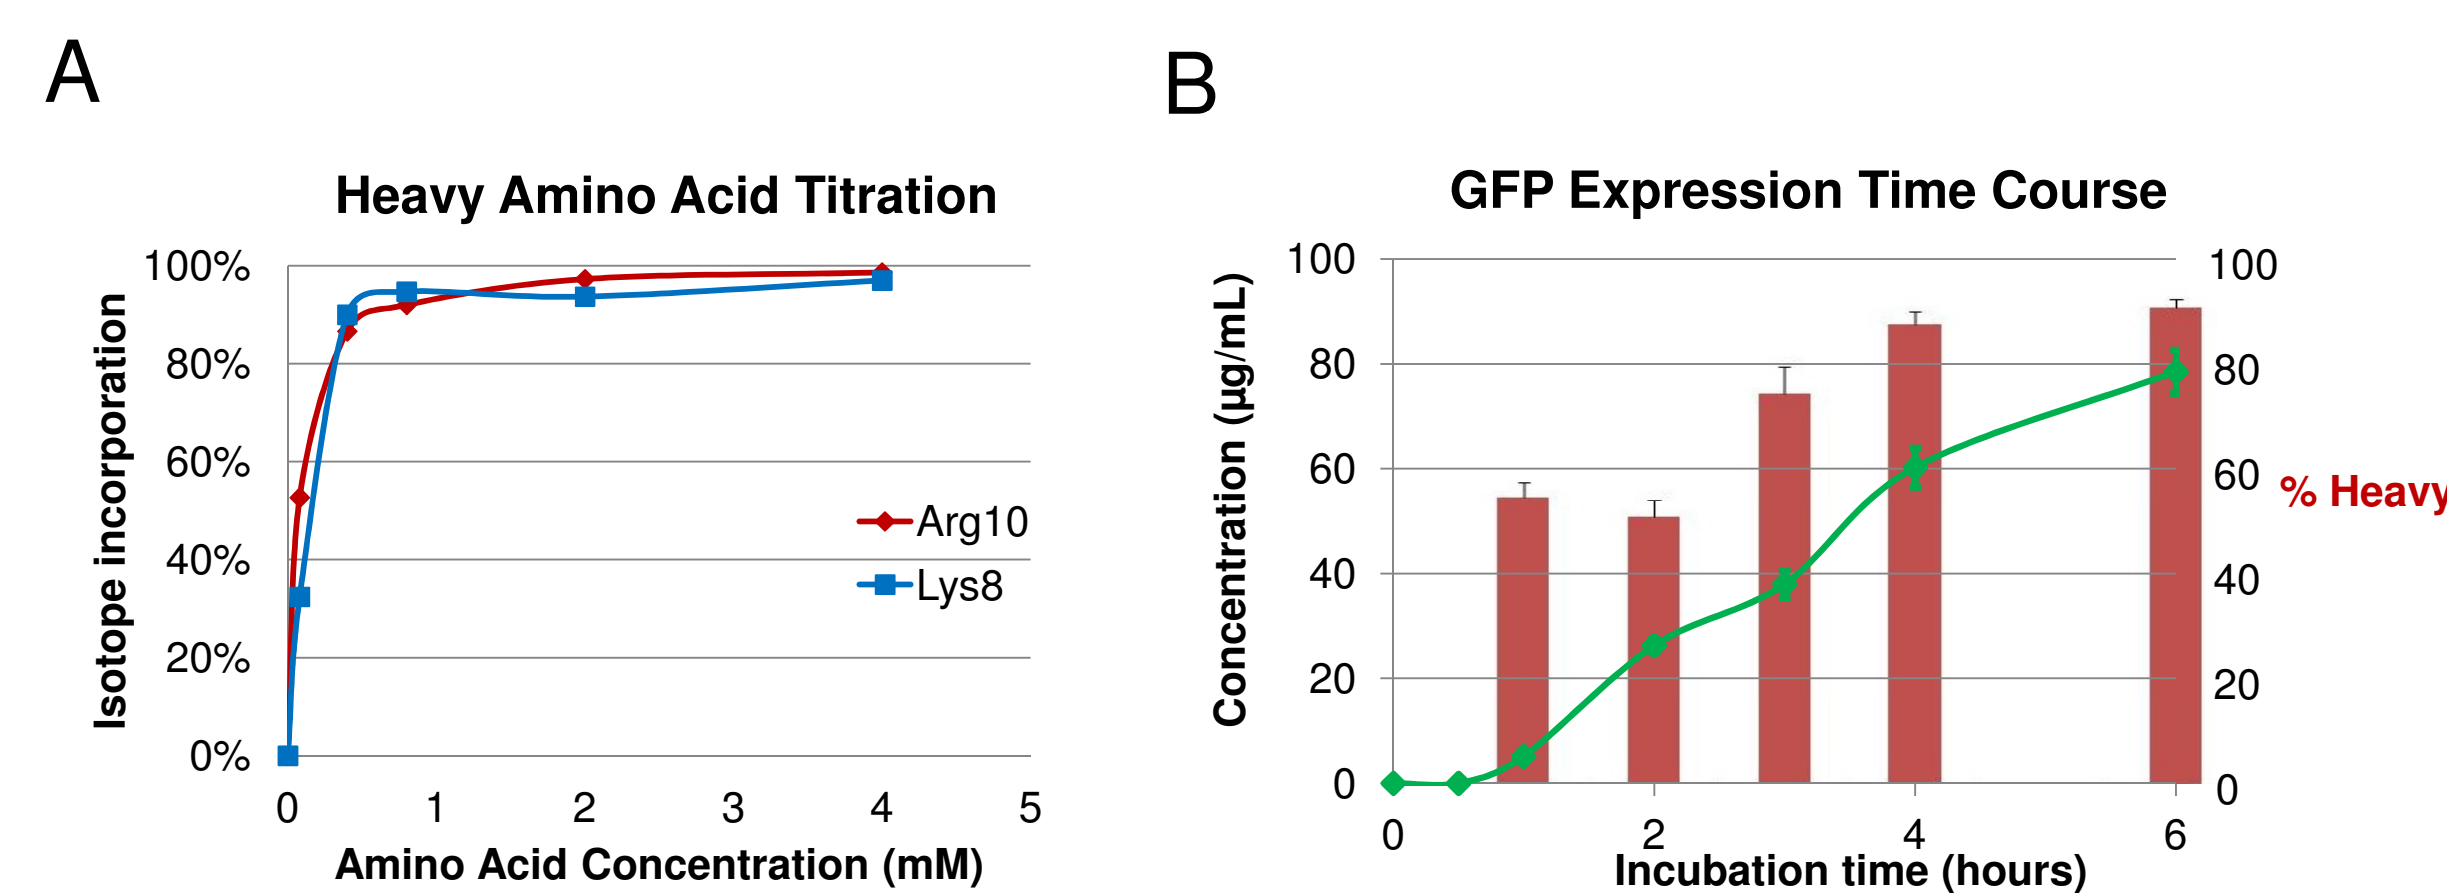 A
Heavy Amino Acid Titration
Isotope incorporation
100%
80%
60%
40%
20%
0%
Arg10
Lys8
0 1 2 3 4 5
Amino Acid Concentration (mM)
B
GFP Expression Time Course
Concentration (µg/mL)
100
80
60
40
20
0
100
80
60
40
20
0
% Heavy
0 2 4 6
Incubation time (hours)